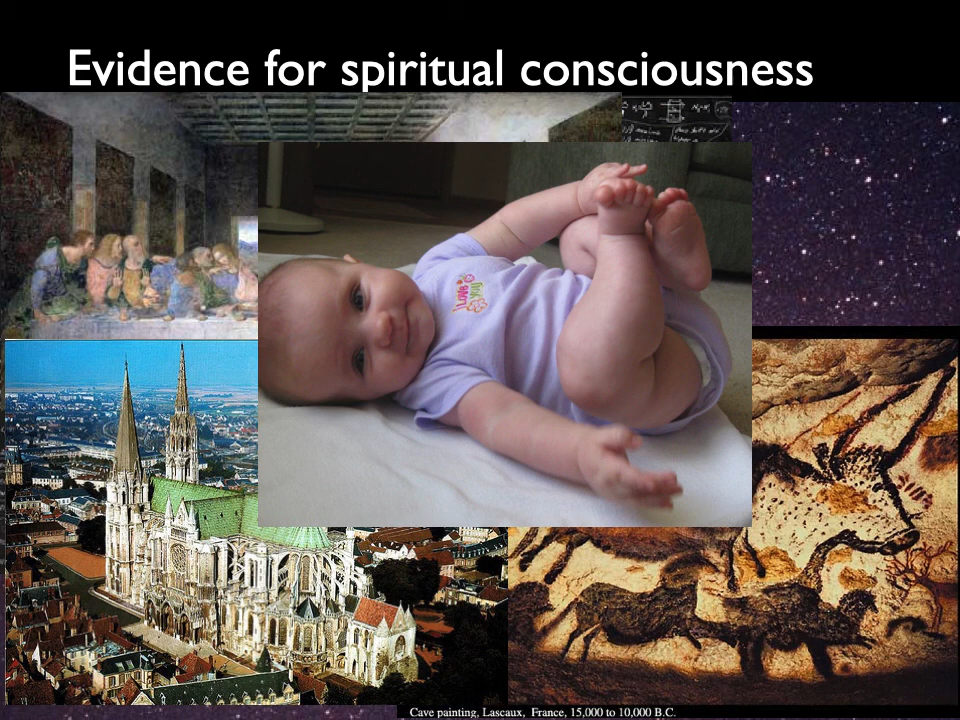 Evidence for spiritual consciousness
Cave painting, Lascaux, France, 15,000 to 10,000 B.C.